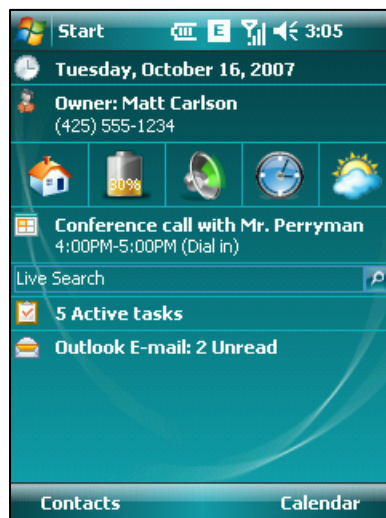 Start E 3:05
Tuesday, October 16, 2007
Owner: Matt Carlson
(425) 555-1234
80%
Conference call with Mr. Perryman
4:00PM-5:00PM (Dial in)
Live Search
5 Active tasks
Outlook E-mail: 2 Unread
Contacts Calendar